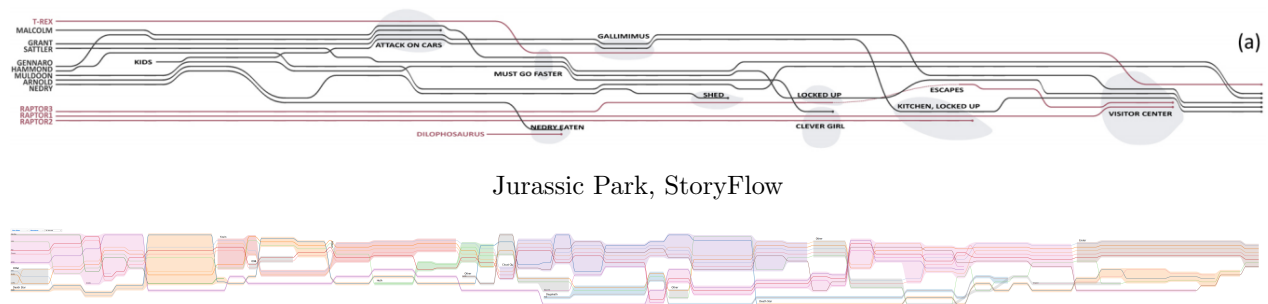 T-REX
MALCOLM
GRANT
SATTLER
GENNARO
HAMMOND
MULDOON
ARNOLD
NEDRY
KIDS
RAPTOR3
RAPTOR1
RAPTOR2
DILOPHOSAURUS
ATTACK ON CARS
MUST GO FASTER
NEDRY EATEN
GALLIMIMUS
SHED
LOCKED UP
CLEVER GIRL
ESCAPES
KITCHEN, LOCKED UP
VISITOR CENTER
(a)
Jurassic Park, StoryFlow